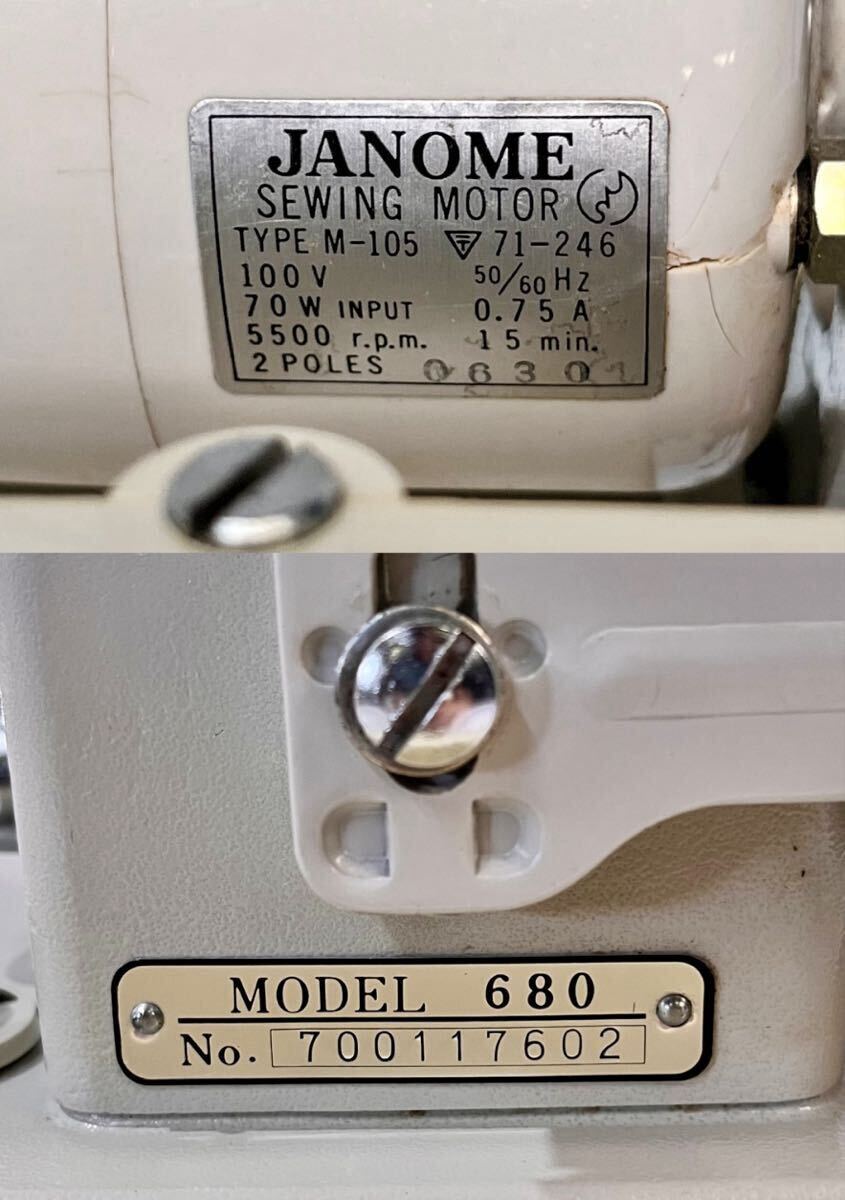 JANOME
SEWING MOTOR
TYPE M-105 71-246
100 V 50/60 Hz
70 W INPUT 0.75 A
5500 r.p.m. 15 min.
2 POLES 0630
MODEL 680
No. 700117602